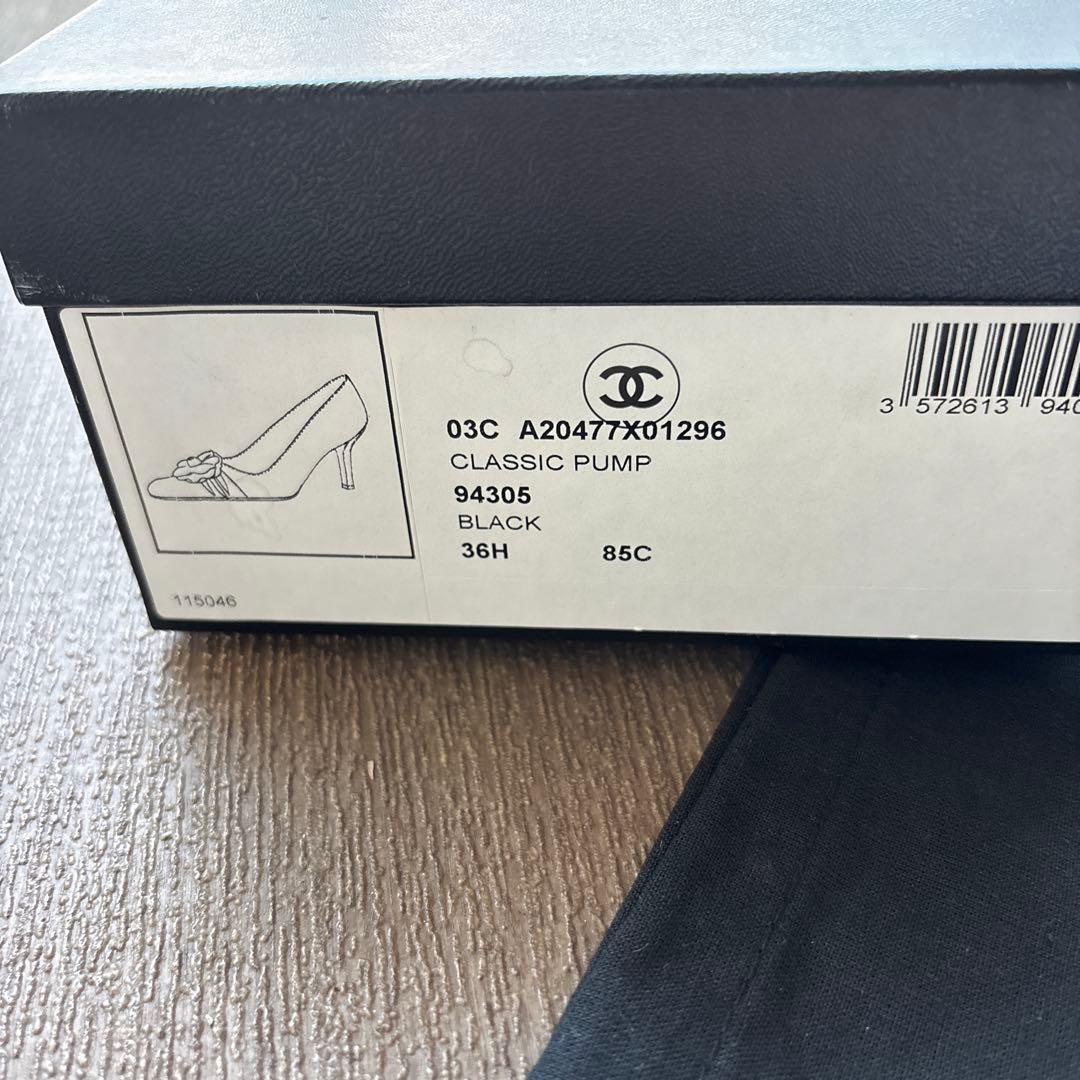 3 572613 940
03C A20477X01296
CLASSIC PUMP
94305
BLACK
36H 85C
115046